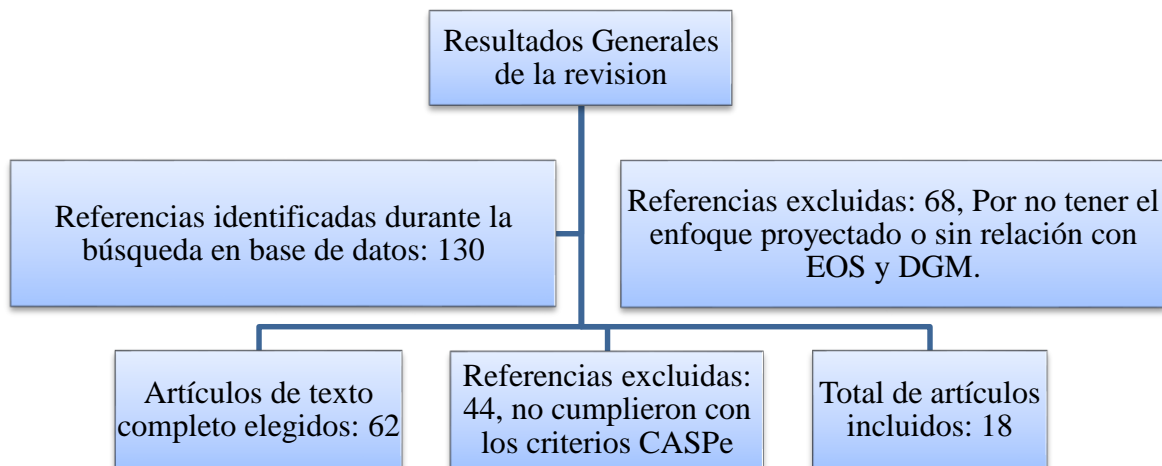 Resultados Generales
de la revision
Referencias identificadas durante la
búsqueda en base de datos: 130
Referencias excluidas: 68, Por no tener el
enfoque proyectado o sin relación con
EOS y DGM.
Artículos de texto
completo elegidos: 62
Referencias excluidas:
44, no cumplieron con
los criterios CASPe
Total de artículos
incluidos: 18